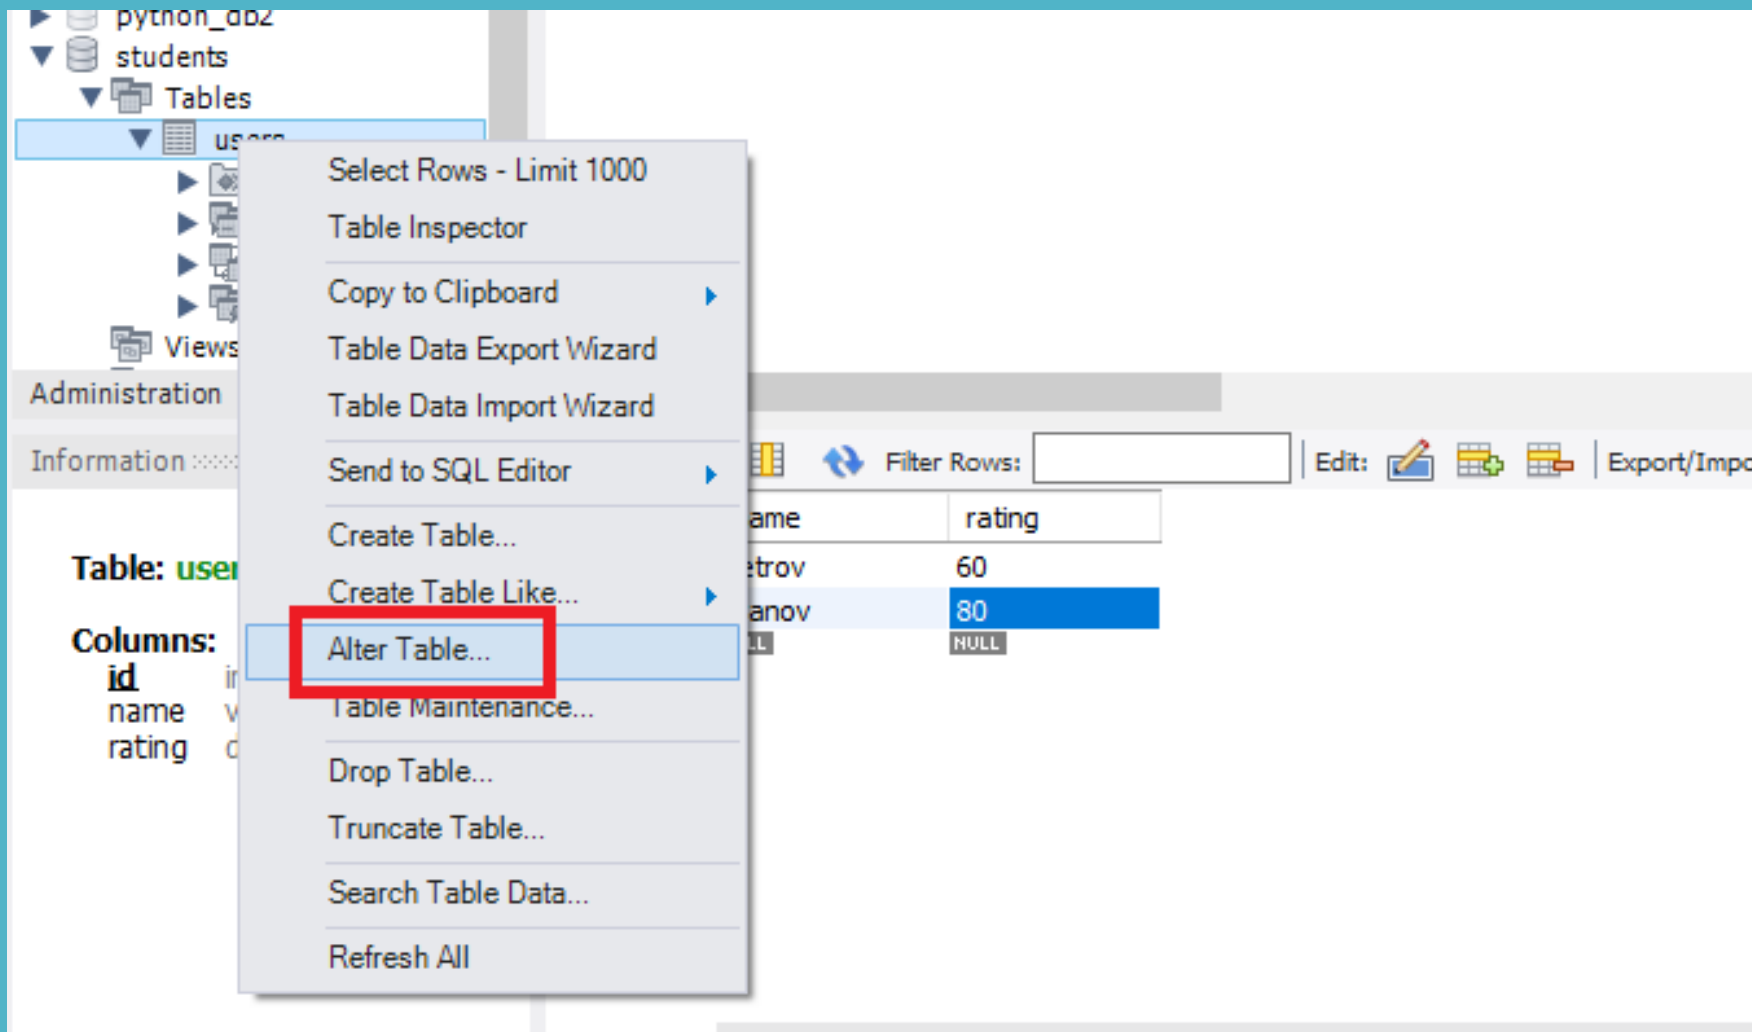 python_db2
students
Tables
users
Select Rows - Limit 1000
Table Inspector
Copy to Clipboard
Table Data Export Wizard
Views
Table Data Import Wizard
Administration
Information
Send to SQL Editor
Filter Rows:
Edit:
Export/Impo
Create Table...
ame
rating
Table: user
Create Table Like...
etrov
60
anov
80
Columns:
Alter Table...
LL
NULL
id
name
Table Maintenance...
rating
Drop Table...
Truncate Table...
Search Table Data...
Refresh All